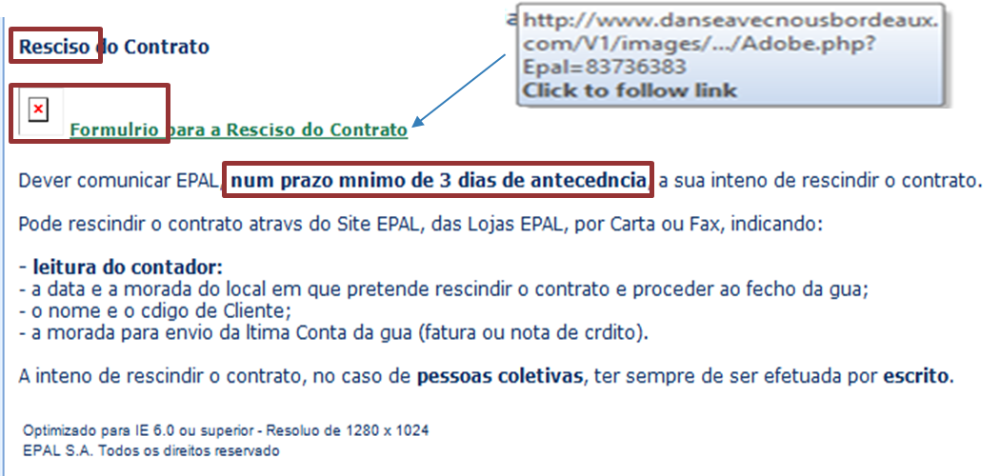 a
http://www.danseavecnousbordeaux.
com/V1/images/.../Adobe.php?
Epal=83736383
Click to follow link
Resciso do Contrato
Formulrio para a Resciso do Contrato
Dever comunicar EPAL, num prazo mnimo de 3 dias de antecedncia, a sua inteno de rescindir o contrato.
Pode rescindir o contrato atravs do Site EPAL, das Lojas EPAL, por Carta ou Fax, indicando:
- leitura do contador:
- a data e a morada do local em que pretende rescindir o contrato e proceder ao fecho da gua;
- o nome e o cdigo de Cliente;
- a morada para envio da ltima Conta da gua (fatura ou nota de crdito).
A inteno de rescindir o contrato, no caso de pessoas coletivas, ter sempre de ser efetuada por escrito.
Optimizado para IE 6.0 ou superior - Resoluo de 1280 x 1024
EPAL S.A. Todos os direitos reservado